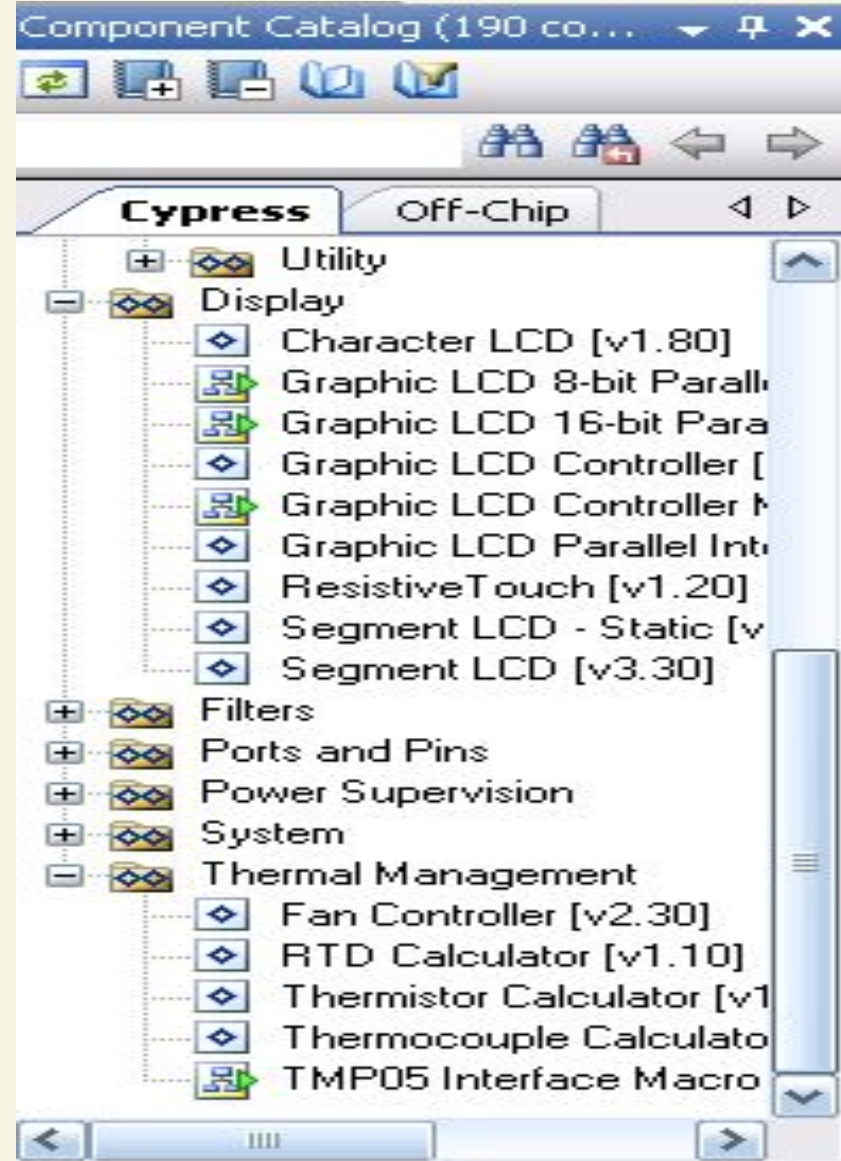 Component Catalog (190 co...
Cypress Off-Chip
Utility
Display
Character LCD [v1.80]
Graphic LCD 8-bit
Graphic LCD 16-bit
Graphic LCD Controller [
Graphic LCD Controller
Graphic LCD Parallel
ResistiveTouch [v1.20]
Segment LCD - Static [v
Segment LCD [v3.30]
Filters
Ports and Pins
Power Supervision
System
Thermal Management
Fan Controller [v2.30]
RTD Calculator [v1.10]
Thermistor Calculator [v1
Thermocouple Calculato
TMP05 Interface Macro